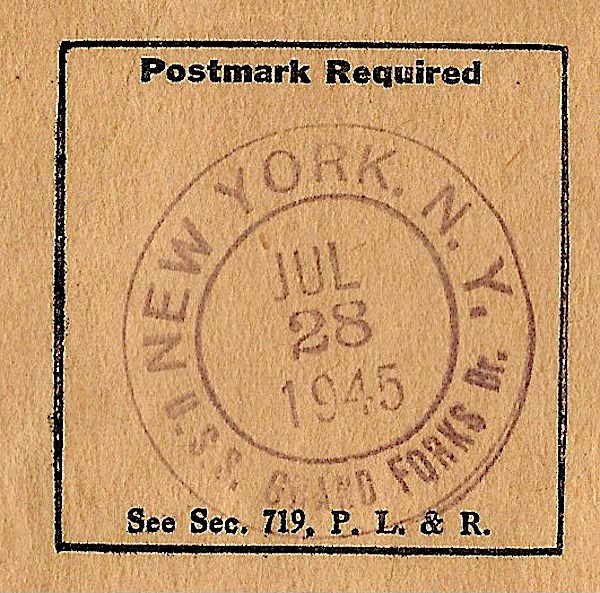 Postmark Required
NEW YORK, N. Y.
JUL
28
1945
U.S.S. GRAND FORKS Br.
See Sec. 719, P. L. & R.